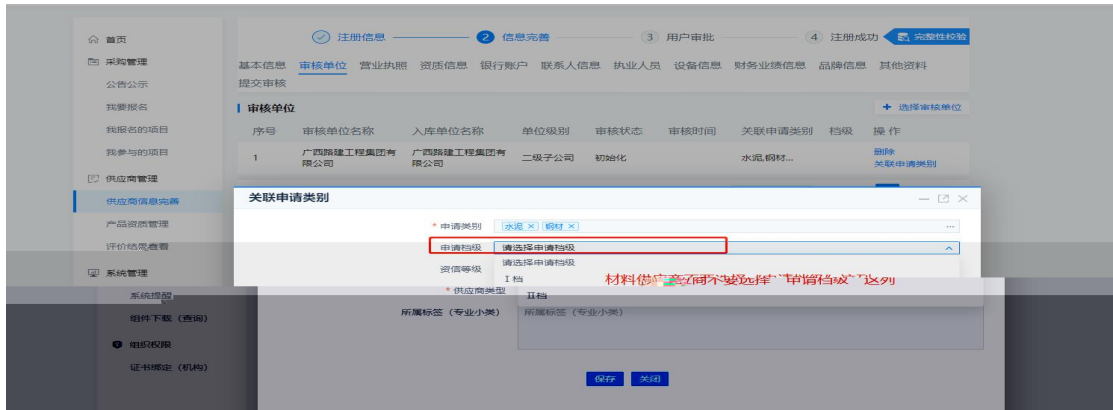 首页
注册信息
2 信息完善
3 用户审批
4 注册成功
完整性校验
采购管理
公告公示
我要报名
我报名的项目
我参与的项目
供应商管理
供应商信息完善
产品资质管理
评价结果查看
系统管理
系统提醒
组件下载（查询）
组织权限
证书绑定（机构）
基本信息 审核单位 营业执照 资质信息 银行账户 联系人信息 执业人员 设备信息 财务业绩信息 品牌信息 其他资料
提交审核
审核单位
+ 选择审核单位
序号 审核单位名称 入库单位名称 单位级别 审核状态 审核时间 关联申请类别 档级 操作
1 广西路建工程集团有限公司 广西路建工程集团有限公司 二级子公司 初始化 水泥,钢材... 删除
关联申请类别
关联申请类别
* 申请类别 水泥 × 钢材 × ...
申请档级 请选择申请档级
请选择申请档级
资信等级
I档
* 供应商类型
II档
所属标签（专业小类） 所属标签（专业小类）
保存 关闭